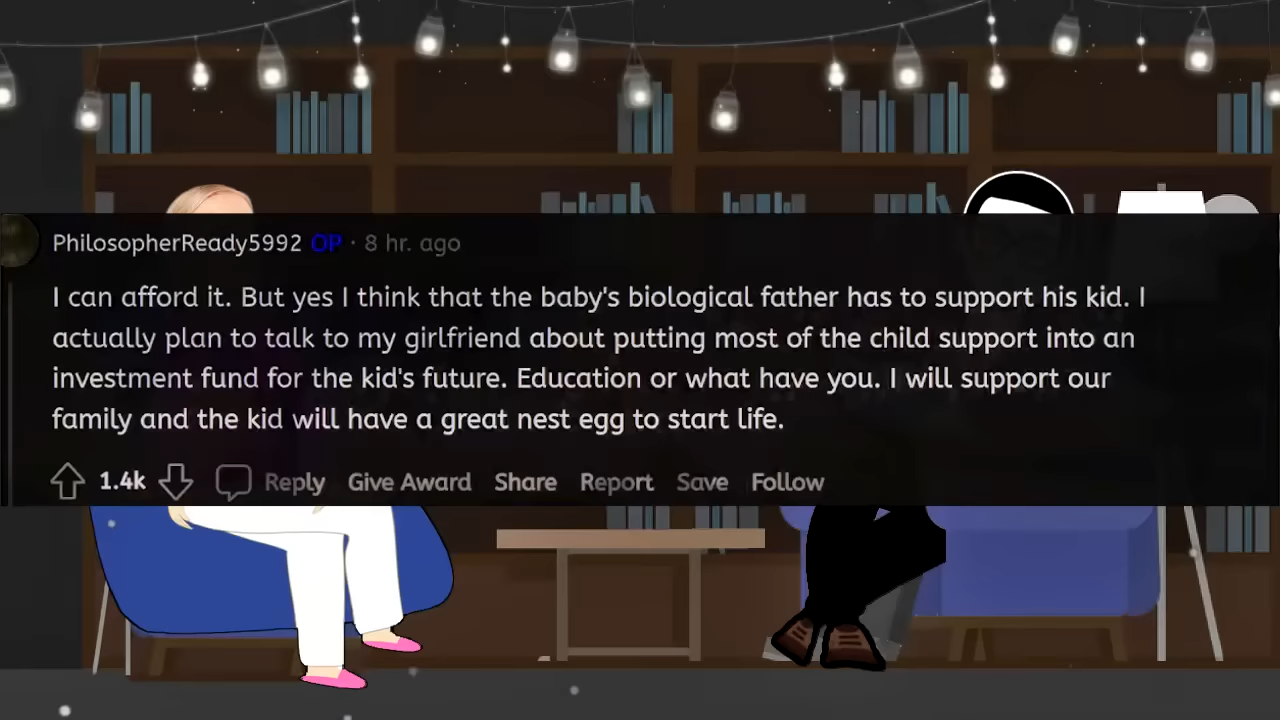 PhilosopherReady5992 OP · 8 hr. ago
I can afford it. But yes I think that the baby's biological father has to support his kid. I
actually plan to talk to my girlfriend about putting most of the child support into an
investment fund for the kid's future. Education or what have you. I will support our
family and the kid will have a great nest egg to start life.
1.4k Reply Give Award Share Report Save Follow